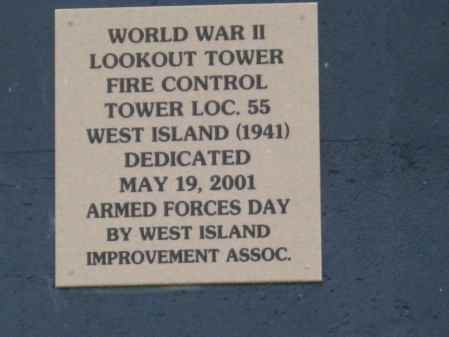 WORLD WAR II
LOOKOUT TOWER
FIRE CONTROL
TOWER LOC. 55
WEST ISLAND (1941)
DEDICATED
MAY 19, 2001
ARMED FORCES DAY
BY WEST ISLAND
IMPROVEMENT ASSOC.